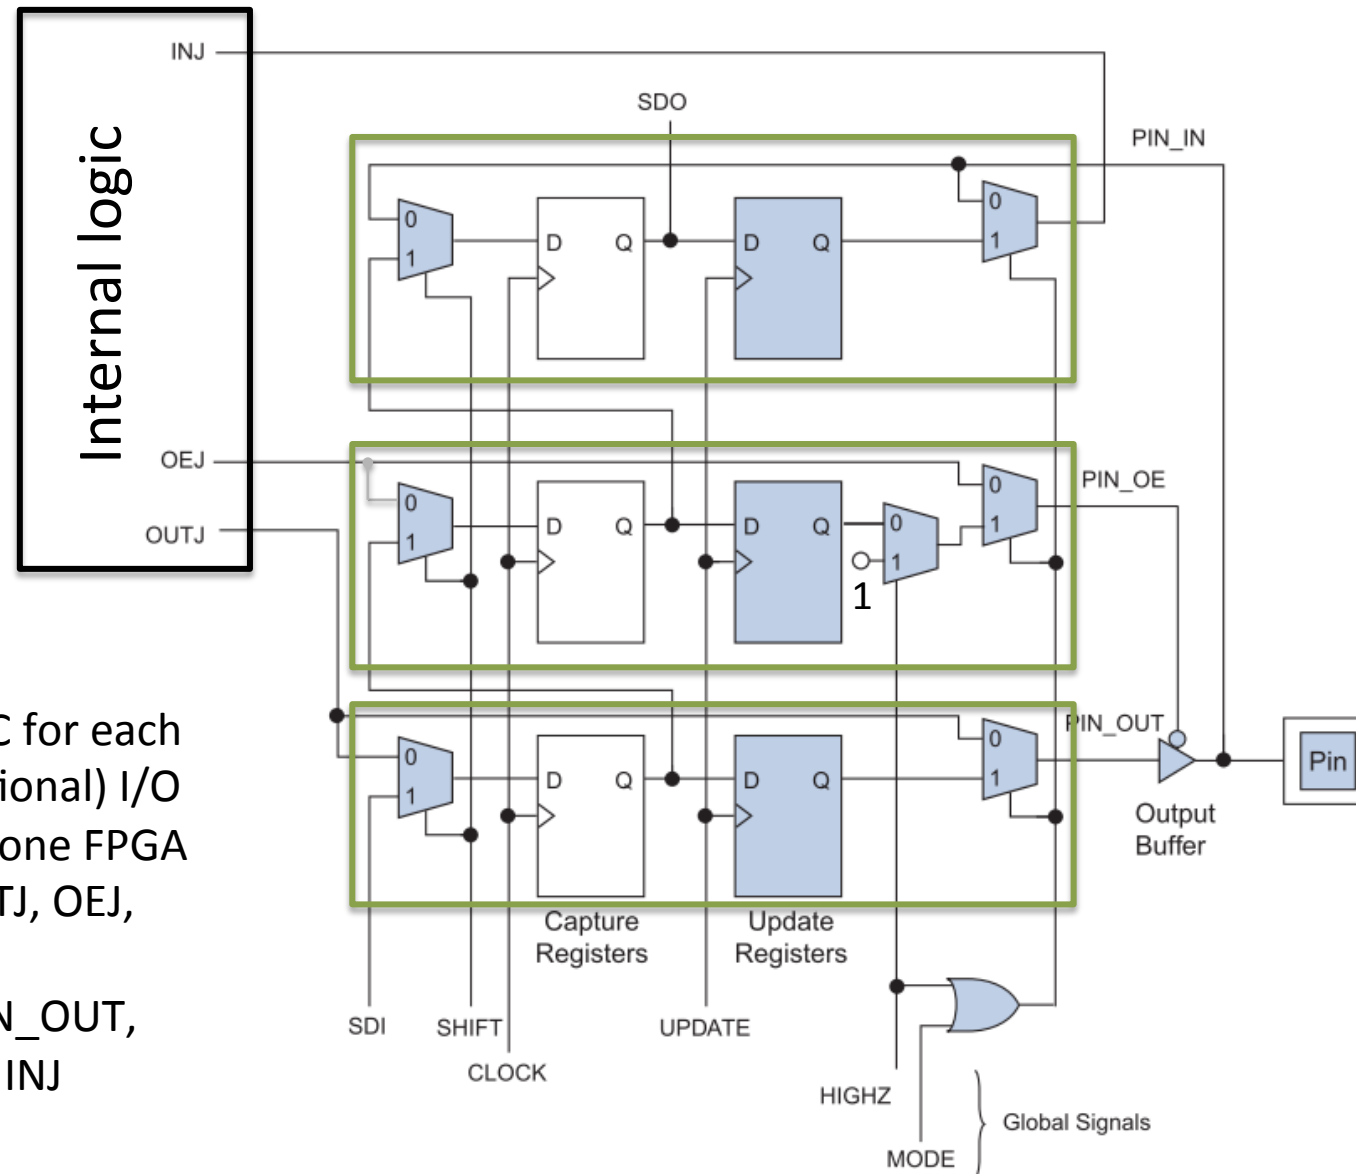 INJ
SDO
PIN_IN
Internal logic
0
1
D
Q
D
Q
0
1
OEJ
OUTJ
PIN_OE
0
1
D
Q
D
Q
0
1
1
0
1
PIN_OUT
0
1
D
Q
D
Q
0
1
Pin
Output
Buffer
C for each
ional) I/O
one FPGA
TJ, OEJ,
N_OUT,
INJ
Capture
Registers
Update
Registers
SDI
SHIFT
CLOCK
UPDATE
HIGHZ
MODE
Global Signals